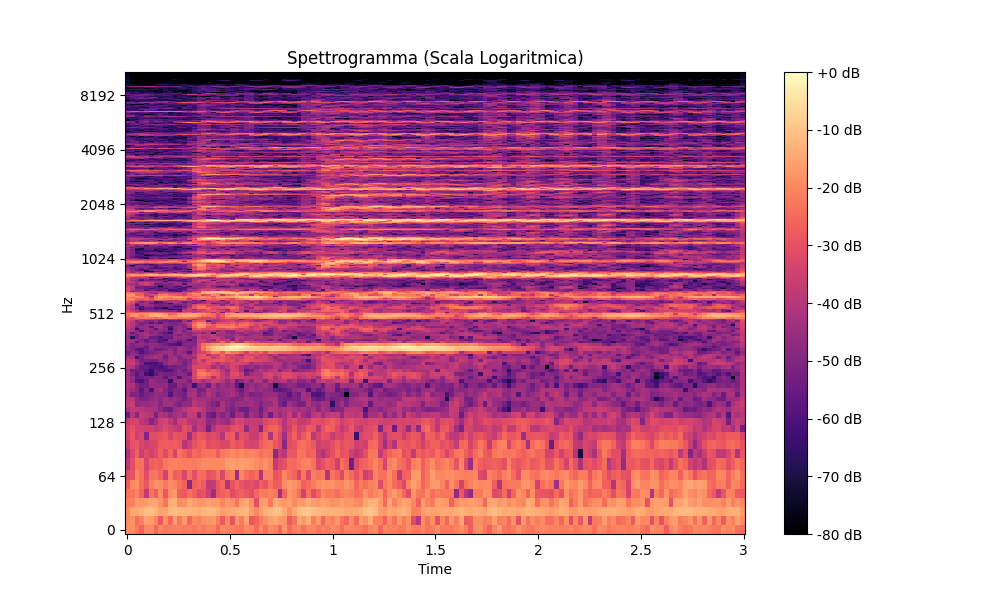 Spettrogramma (Scala Logaritmica)
Hz
8192
4096
2048
1024
512
256
128
64
0
0 0.5 1 1.5 2 2.5 3
Time
+0 dB
-10 dB
-20 dB
-30 dB
-40 dB
-50 dB
-60 dB
-70 dB
-80 dB